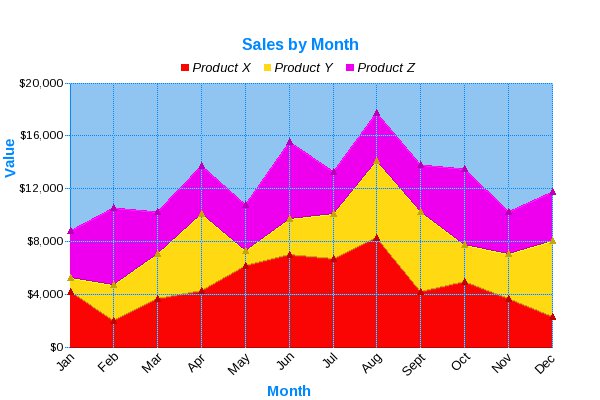 Sales by Month
Product X Product Y Product Z
$20,000
$16,000
$12,000
$8,000
$4,000
$0
Value
Jan Feb Mar Apr May Jun Jul Aug Sept Oct Nov Dec
Month